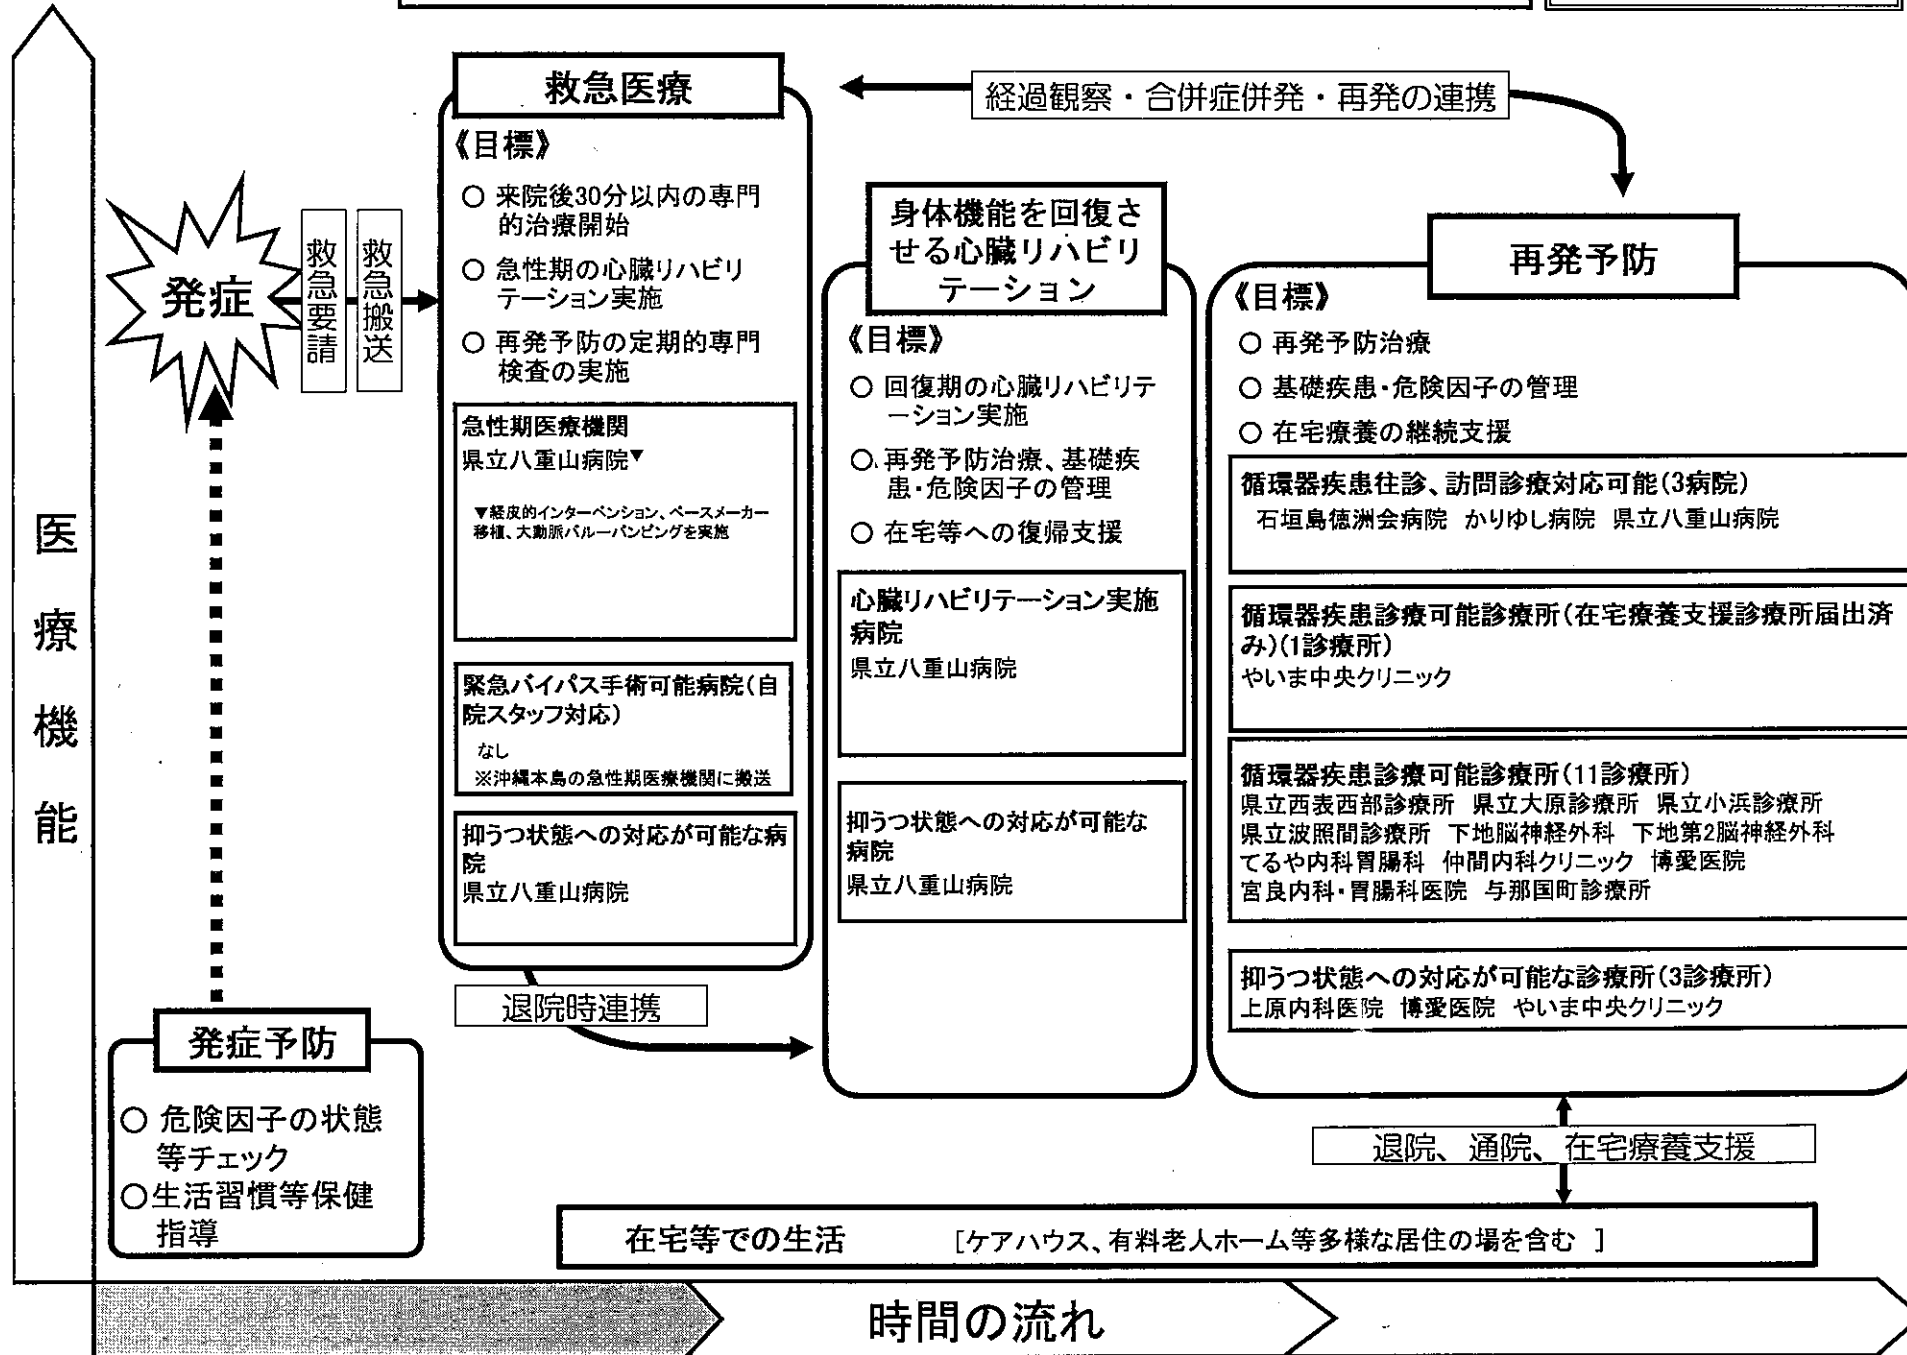 医療機能
発症
救急要請
救急搬送
発症予防
○ 危険因子の状態
等チェック
○生活習慣等保健
指導
救急医療
《目標》
○ 来院後30分以内の専門
的治療開始
○ 急性期の心臓リハビリ
テーション実施
○ 再発予防の定期的専門
検査の実施
急性期医療機関
県立八重山病院▼
▼経皮的インターベンション、ペースメーカー
移植、大動脈バルーパンピングを実施
緊急バイパス手術可能病院(自
院スタッフ対応)
なし
※沖縄本島の急性期医療機関に搬送
抑うつ状態への対応が可能な病
院
県立八重山病院
退院時連携
経過観察・合併症併発・再発の連携
身体機能を回復さ
せる心臓リハビリ
テーション
《目標》
○ 回復期の心臓リハビリテ
ーション実施
○ 再発予防治療、基礎疾
患・危険因子の管理
○ 在宅等への復帰支援
心臓リハビリテーション実施
病院
県立八重山病院
抑うつ状態への対応が可能な
病院
県立八重山病院
再発予防
《目標》
○ 再発予防治療
○ 基礎疾患・危険因子の管理
○ 在宅療養の継続支援
循環器疾患往診、訪問診療対応可能(3病院)
石垣島徳洲会病院 かりゆし病院 県立八重山病院
循環器疾患診療可能診療所(在宅療養支援診療所届出済
み)(1診療所)
やいま中央クリニック
循環器疾患診療可能診療所(11診療所)
県立西表西部診療所 県立大原診療所 県立小浜診療所
県立波照間診療所 下地脳神経外科 下地第2脳神経外科
てるや内科胃腸科 仲間内科クリニック 博愛医院
宮良内科・胃腸科医院 与那国町診療所
抑うつ状態への対応が可能な診療所(3診療所)
上原内科医院 博愛医院 やいま中央クリニック
退院、通院、在宅療養支援
在宅等での生活 [ケアハウス、有料老人ホーム等多様な居住の場を含む ]
時間の流れ